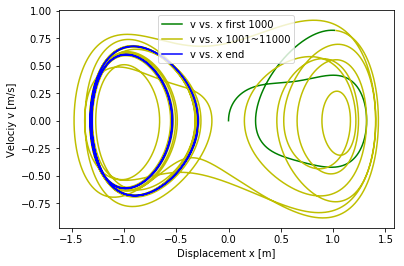 v vs. x first 1000
v vs. x 1001~11000
v vs. x end
Velociy v [m/s]
1.00
0.75
0.50
0.25
0.00
−0.25
−0.50
−0.75
−1.5 −1.0 −0.5 0.0 0.5 1.0 1.5
Displacement x [m]